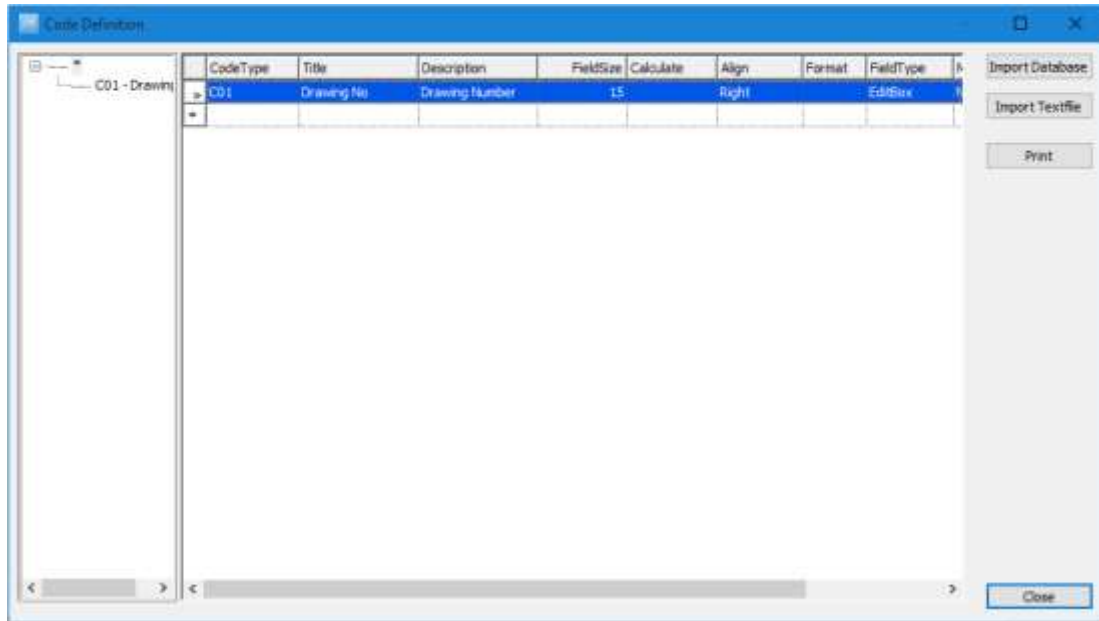 Code Definition
C01 - Drawing
CodeType Title Description FieldSize Calculate Align Format FieldType
C01 Drawing No Drawing Number 15 Right EditBox
Import Database
Import Textfile
Print
Close